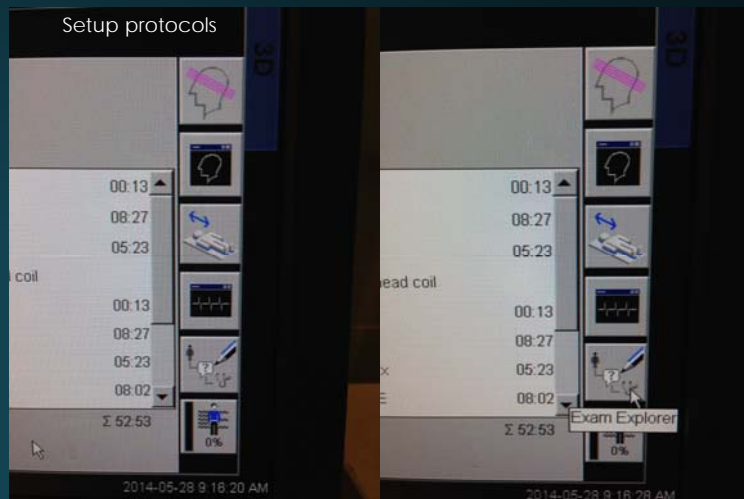 Setup protocols
3D
00:13
08:27
05:23
coil
00:13
08:27
05:23
08:02
Σ 52:53
0%
2014-05-28 9:16:20 AM
3D
00:13
08:27
05:23
head coil
00:13
08:27
05:23
08:02
Σ 52:53
?
Exam Explorer
0%
2014-05-28 9:16:28 AM